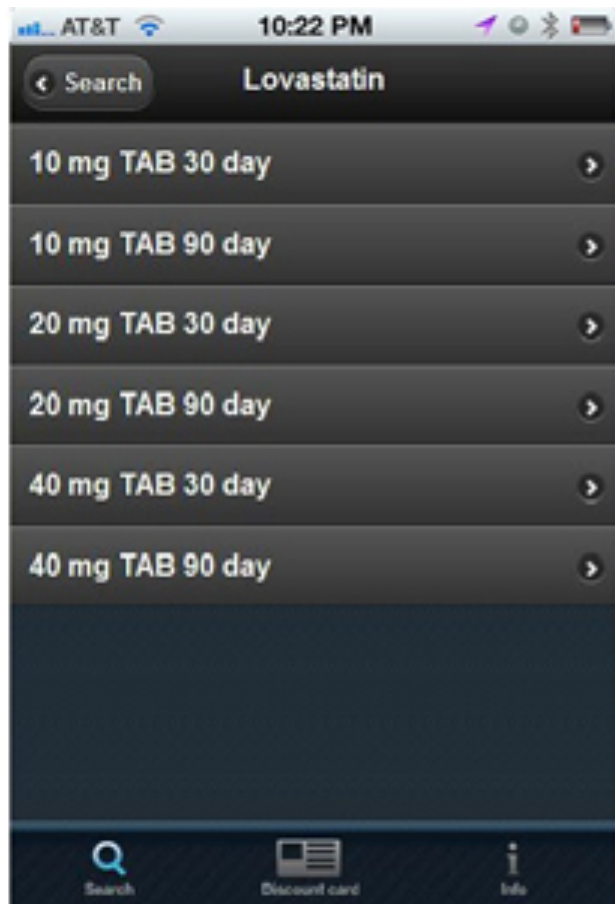 AT&T 10:22 PM
Search Lovastatin
10 mg TAB 30 day
10 mg TAB 90 day
20 mg TAB 30 day
20 mg TAB 90 day
40 mg TAB 30 day
40 mg TAB 90 day
Search Discount card Info